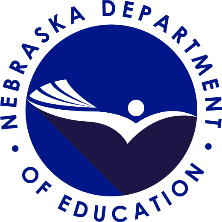 NEBRASKA DEPARTMENT
• OF EDUCATION •